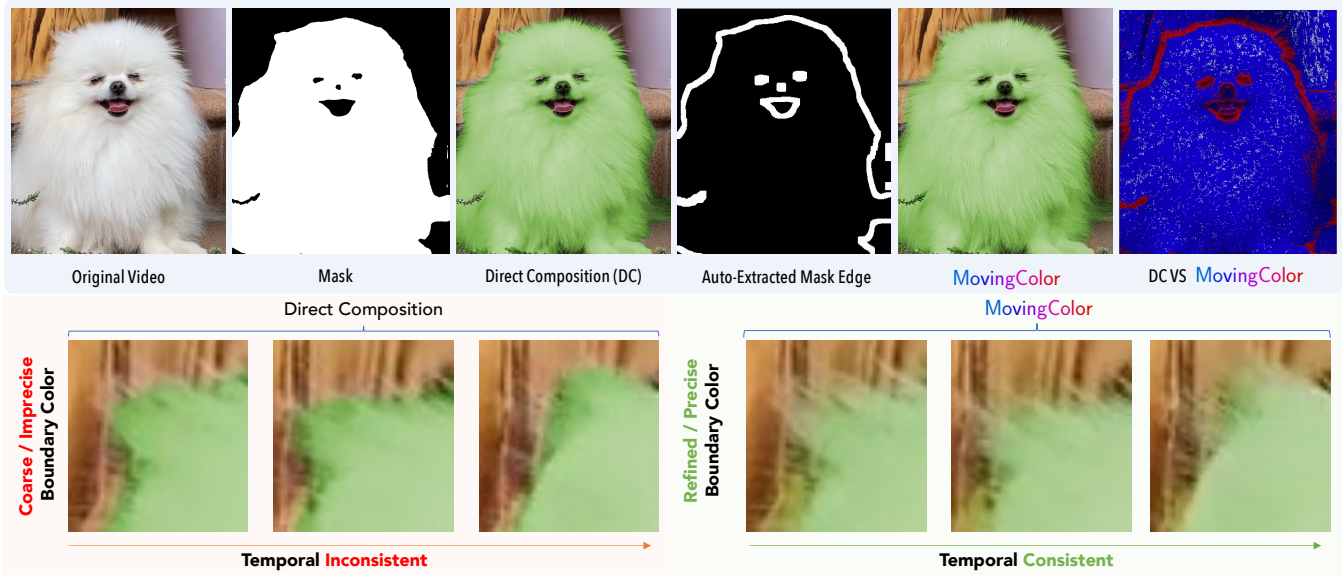 Original Video
Mask
Direct Composition (DC)
Auto-Extracted Mask Edge
MovingColor
DC VS MovingColor
Direct Composition
MovingColor
Coarse / Imprecise
Boundary Color
Refined / Precise
Boundary Color
Temporal Inconsistent
Temporal Consistent